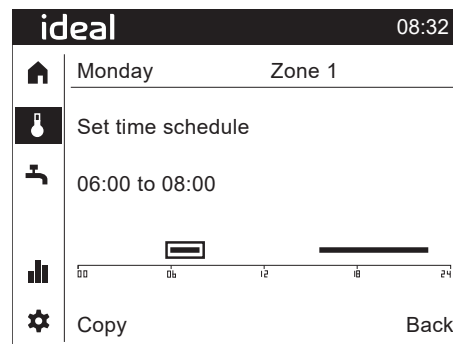 ideal 08:32
Monday Zone 1
Set time schedule
06:00 to 08:00
00 06 12 18 24
Copy Back